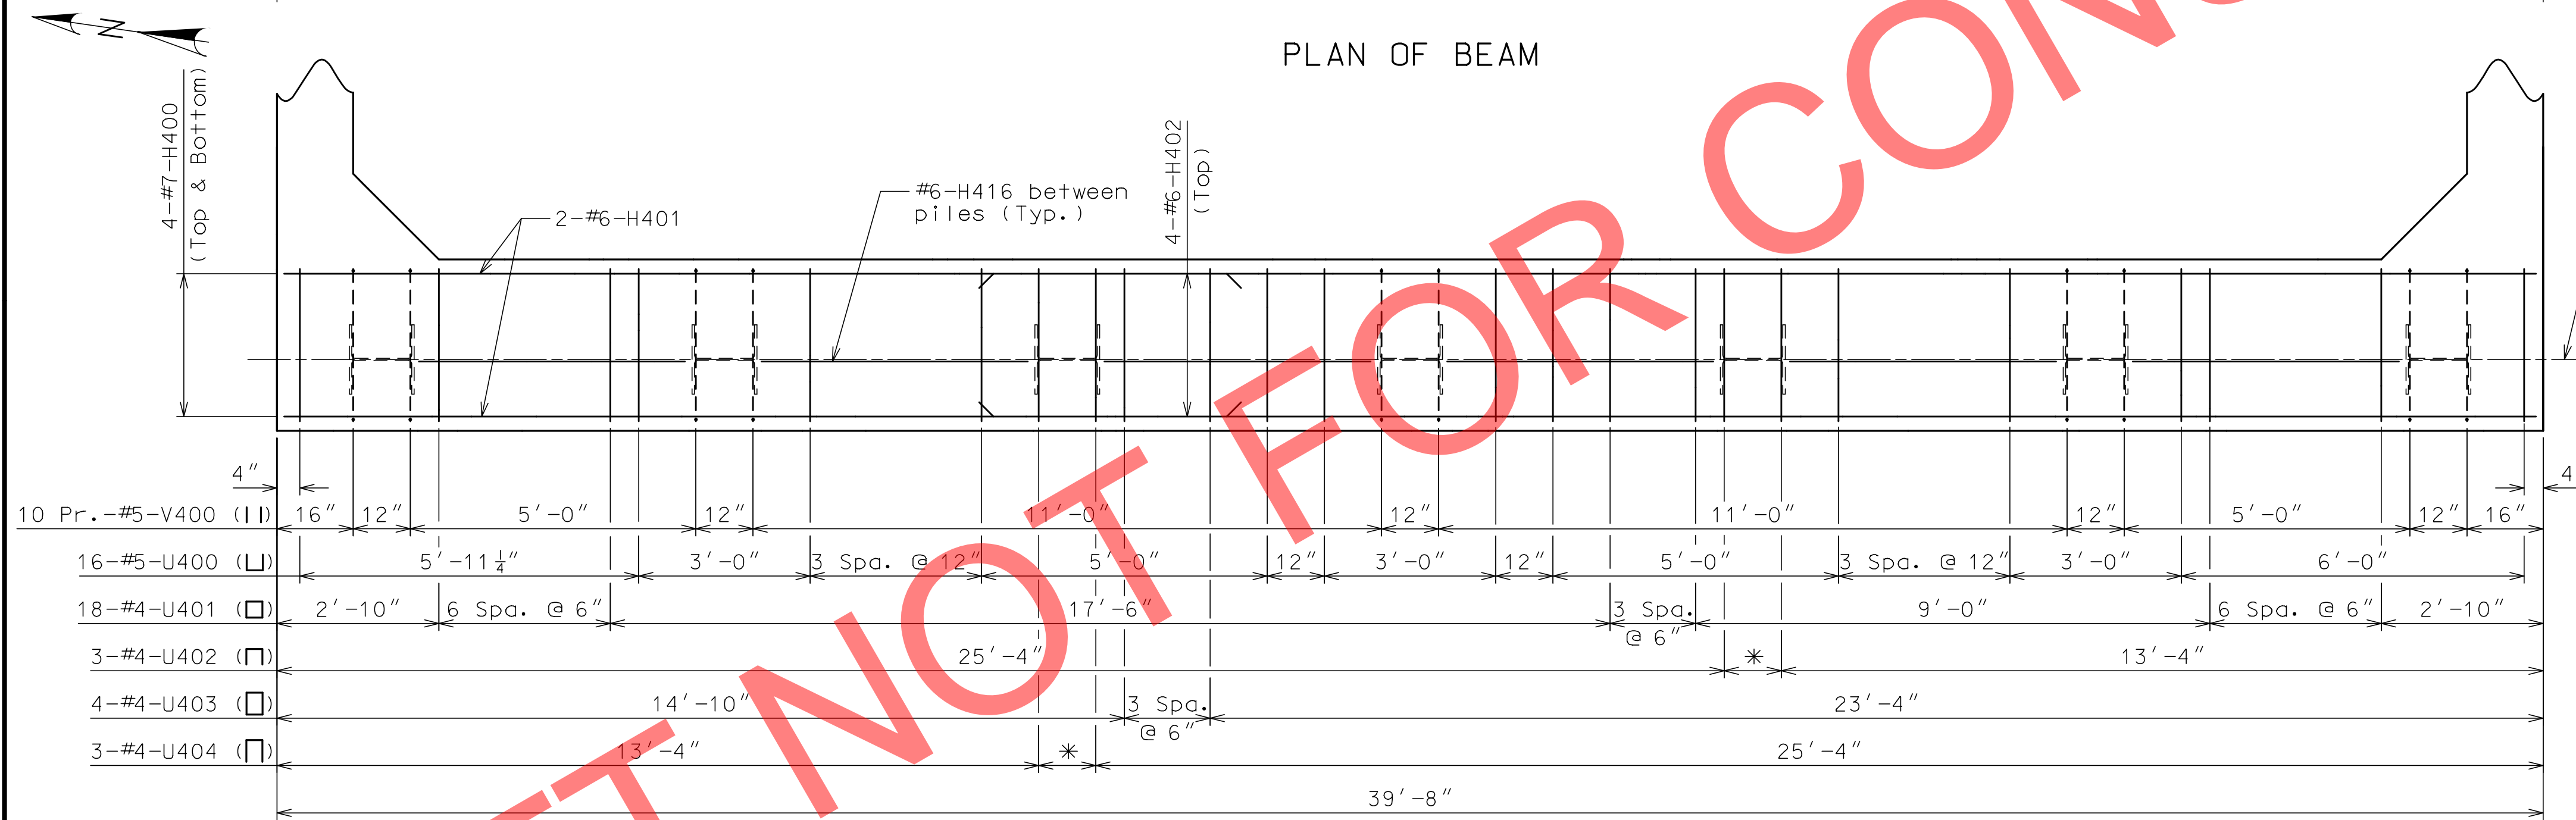 N
PLAN OF BEAM
4-#7-H400
(Top & Bottom)
2-#6-H401
#6-H416 between
piles (Typ.)
4-#6-H402
(Top)
4" 4
10 Pr.-#5-V400 ( ) 16" 12" 5'-0" 12" 11'-0" 12" 11'-0" 12" 5'-0" 12" 16"
16-#5-U400 ( ) 5'-11¼" 3'-0" 3 Spa. @ 12" 5'-0" 12" 3'-0" 12" 5'-0" 3 Spa. @ 12" 3'-0" 6'-0"
18-#4-U401 ( ) 2'-10" 6 Spa. @ 6" 17'-6" 3 Spa. 9'-0" 6 Spa. @ 6" 2'-10"
@ 6"
3-#4-U402 ( ) 25'-4" * 13'-4"
4-#4-U403 ( ) 14'-10" 3 Spa. 23'-4"
@ 6"
3-#4-U404 ( ) 13'-4" * 25'-4"
39'-8"
NOT FOR CON